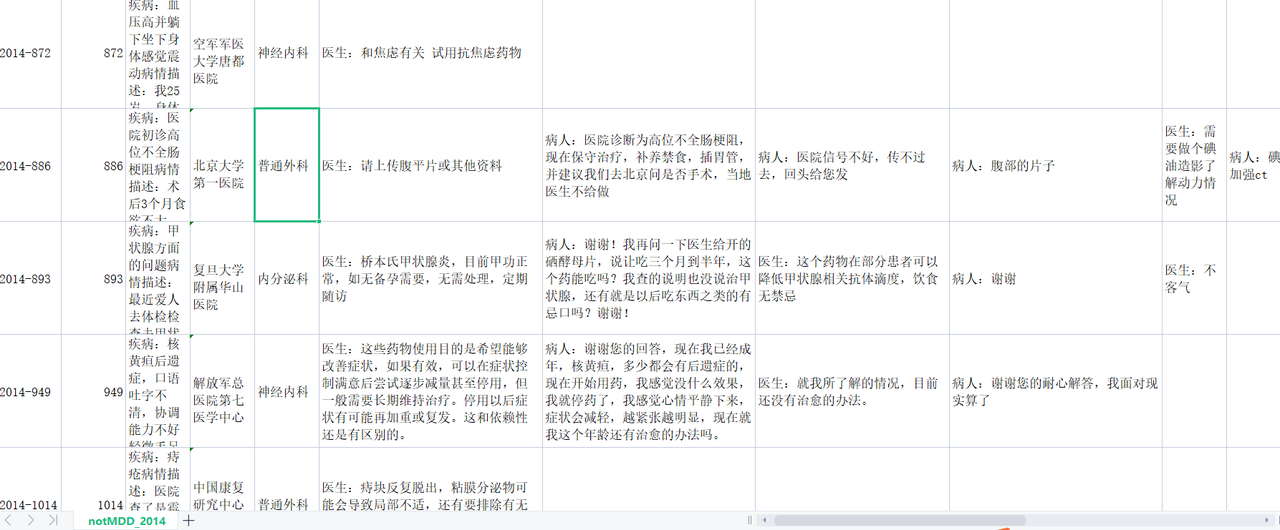 疾病：血
压高并躺
下坐下身
体感觉震
动病情描
述：我25
2014-872
872
空军军医
大学唐都
医院
神经内科
医生：和焦虑有关 试用抗焦虑药物
疾病：医
院初诊高
位不全肠
梗阻病情
描述：术
后3个月食
2014-886
886
北京大学
第一医院
普通外科
医生：请上传腹平片或其他资料
病人：医院诊断为高位不全肠梗阻，
现在保守治疗，补养禁食，插胃管，
并建议我们去北京问是否手术，当地
医生不给做
病人：医院信号不好，传不过
去，回头给您发
病人：腹部的片子
医生：需
要做个碘
油造影了
解动力情
况
病人：碘
加强ct
疾病：甲
状腺方面
的问题病
情描述：
最近爱人
去体检检
2014-893
893
复旦大学
附属华山
医院
内分泌科
医生：桥本氏甲状腺炎，目前甲功正
常，如无备孕需要，无需处理，定期
随访
病人：谢谢！我再问一下医生给开的
硒酵母片，说让吃三个月到半年，这
个药能吃吗？我查的说明也没说治甲
状腺，还有就是以后吃东西之类的有
忌口吗？谢谢！
医生：这个药物在部分患者可以
降低甲状腺相关抗体滴度，饮食
无禁忌
病人：谢谢
医生：不
客气
疾病：核
黄疸后遗
症，口语
吐字不
清，协调
能力不好
2014-949
949
解放军总
医院第七
医学中心
神经内科
医生：这些药物使用目的是希望能够
改善症状，如果有效，可以在症状控
制满意后尝试逐步减量甚至停用，但
一般需要长期维持治疗。停用以后症
状有可能再加重或复发。这和依赖性
还是有区别的。
病人：谢谢您的回答，现在我已经成
年，核黄疸，多少都会有后遗症的，
现在开始用药，我感觉没什么效果，
我就停药了，我感觉心情平静下来，
症状会减轻，越紧张越明显，现在就
我这个年龄还有治愈的办法吗。
医生：就我所了解的情况，目前
还没有治愈的办法。
病人：谢谢您的耐心解答，我面对现
实算了
疾病：痔
疮病情描
述：医院
2014-1014
1014
中国康复
研究中心
普通外科
医生：痔块反复脱出，粘膜分泌物可
能会导致局部不适，还有要排除有无
notMDD_2014